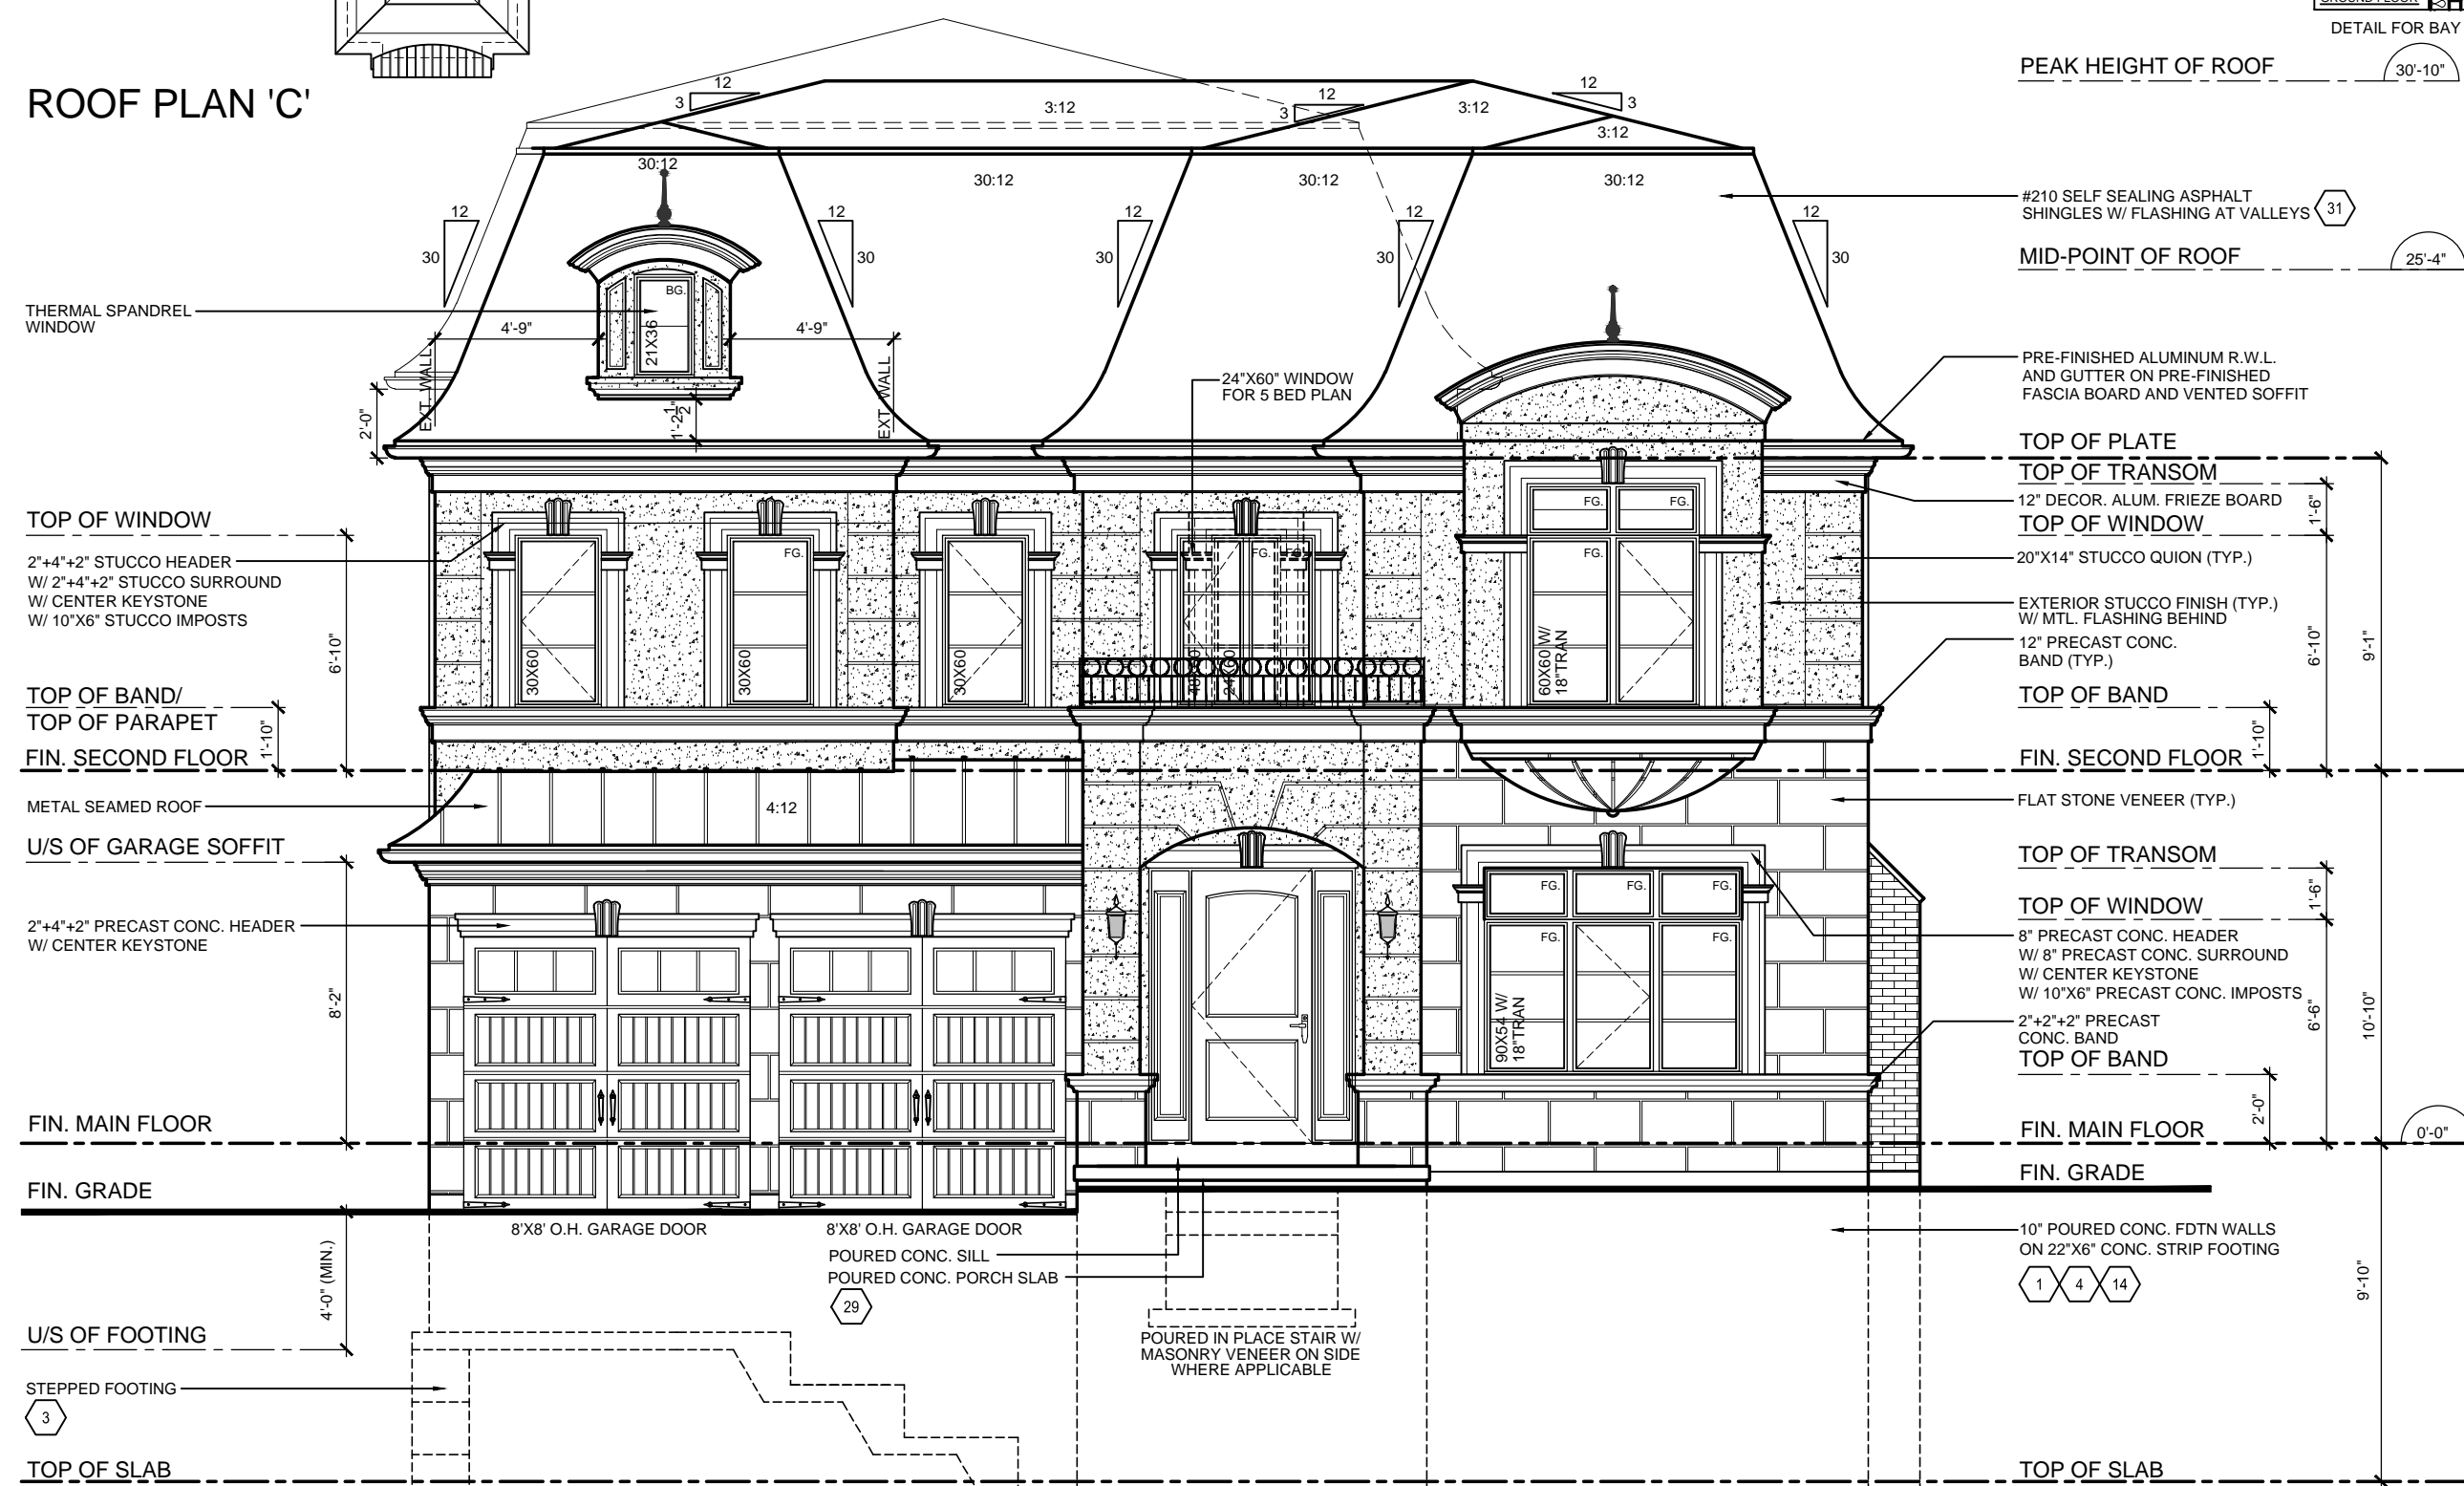 ROOF PLAN 'C'
DETAIL FOR BAY
PEAK HEIGHT OF ROOF
30'-10"
12
3
3:12
12
3
3:12
12
3
3:12
30:12
30:12
30:12
30:12
#210 SELF SEALING ASPHALT
SHINGLES W/ FLASHING AT VALLEYS
31
12
30
12
30
12
30
12
30
12
30
MID-POINT OF ROOF
25'-4"
THERMAL SPANDREL
WINDOW
BG.
21X36
4'-9"
4'-9"
EXT. WALL
EXT. WALL
2'-0"
1'-2 1/2"
24"X60" WINDOW
FOR 5 BED PLAN
PRE-FINISHED ALUMINUM R.W.L.
AND GUTTER ON PRE-FINISHED
FASCIA BOARD AND VENTED SOFFIT
TOP OF PLATE
TOP OF TRANSOM
12" DECOR. ALUM. FRIEZE BOARD
TOP OF WINDOW
20"X14" STUCCO QUION (TYP.)
EXTERIOR STUCCO FINISH (TYP.)
W/ MTL. FLASHING BEHIND
12" PRECAST CONC.
BAND (TYP.)
TOP OF BAND
FIN. SECOND FLOOR
1'-6"
6'-10"
9'-1"
1'-10"
TOP OF WINDOW
2"+4"+2" STUCCO HEADER
W/ 2"+4"+2" STUCCO SURROUND
W/ CENTER KEYSTONE
W/ 10"X6" STUCCO IMPOSTS
6'-10"
TOP OF BAND/
TOP OF PARAPET
1'-10"
FIN. SECOND FLOOR
30X60
FG.
30X60
30X60
FG.
24X60
FG.
FG.
FG.
60X60 W/
18"TRAN
METAL SEAMED ROOF
4:12
U/S OF GARAGE SOFFIT
2"+4"+2" PRECAST CONC. HEADER
W/ CENTER KEYSTONE
8'-2"
FIN. MAIN FLOOR
FIN. GRADE
FLAT STONE VENEER (TYP.)
TOP OF TRANSOM
TOP OF WINDOW
8" PRECAST CONC. HEADER
W/ 8" PRECAST CONC. SURROUND
W/ CENTER KEYSTONE
W/ 10"X6" PRECAST CONC. IMPOSTS
2"+2"+2" PRECAST
CONC. BAND
TOP OF BAND
1'-6"
6'-6"
10'-10"
2'-0"
FG.
FG.
FG.
FG.
FG.
90X54 W/
18"TRAN
FIN. MAIN FLOOR
0'-0"
FIN. GRADE
8'X8' O.H. GARAGE DOOR
8'X8' O.H. GARAGE DOOR
POURED CONC. SILL
POURED CONC. PORCH SLAB
29
10" POURED CONC. FDTN WALLS
ON 22"X6" CONC. STRIP FOOTING
1
4
14
9'-10"
4'-0" (MIN.)
U/S OF FOOTING
POURED IN PLACE STAIR W/
MASONRY VENEER ON SIDE
WHERE APPLICABLE
STEPPED FOOTING
3
TOP OF SLAB
TOP OF SLAB